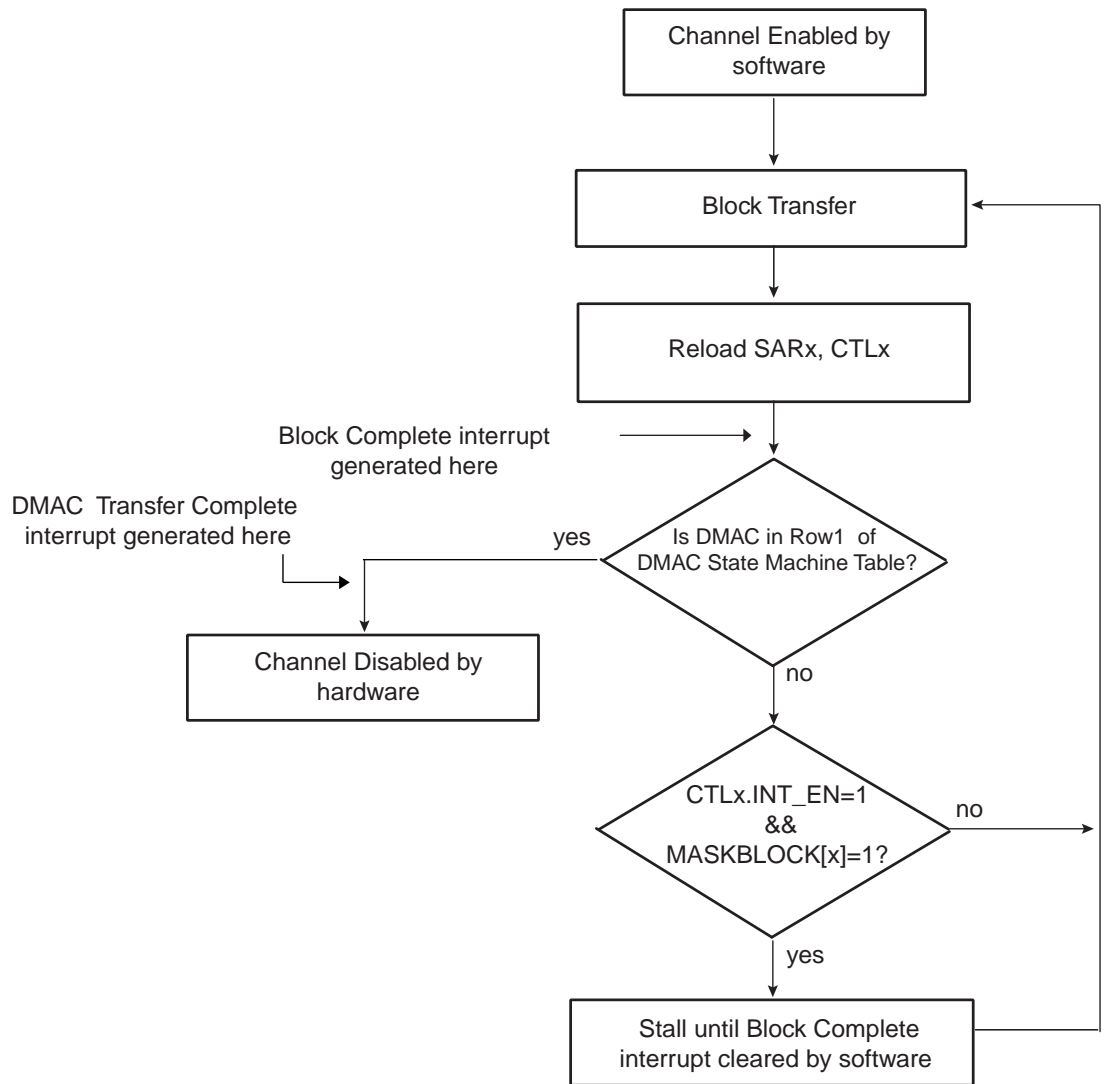 Channel Enabled by
software
Block Transfer
Reload SARx, CTLx
Block Complete interrupt
generated here
DMAC Transfer Complete
interrupt generated here
yes
Is DMAC in Row1 of
DMAC State Machine Table?
Channel Disabled by
hardware
no
CTLx.INT_EN=1
&&
MASKBLOCK[x]=1?
no
yes
Stall until Block Complete
interrupt cleared by software